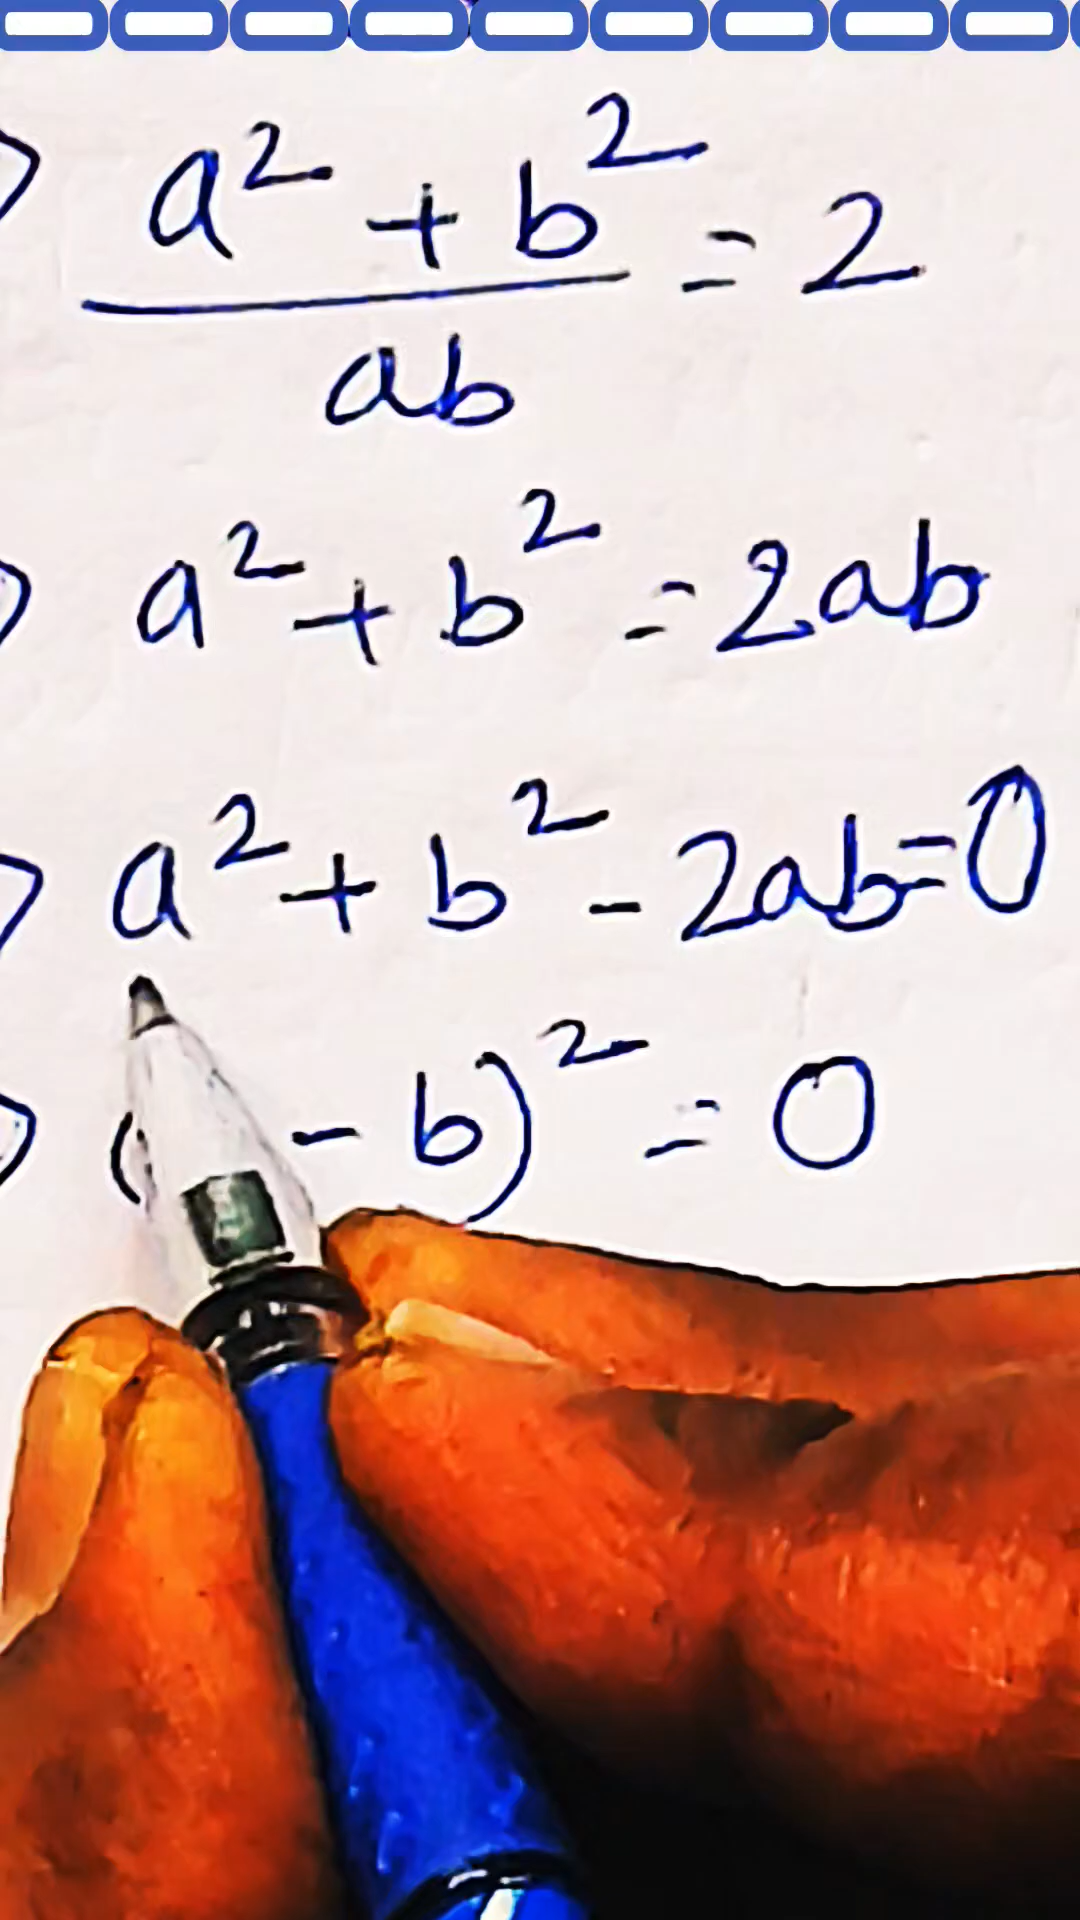 ⇒ a² + b² / ab = 2
⇒ a² + b² = 2ab
⇒ a² + b² - 2ab = 0
⇒ ( - b)² = 0